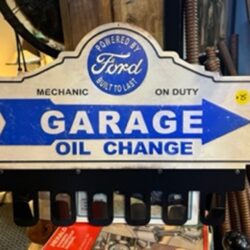 POWERED BY
Ford
BUILT TO LAST
MECHANIC ON DUTY
GARAGE
OIL CHANGE